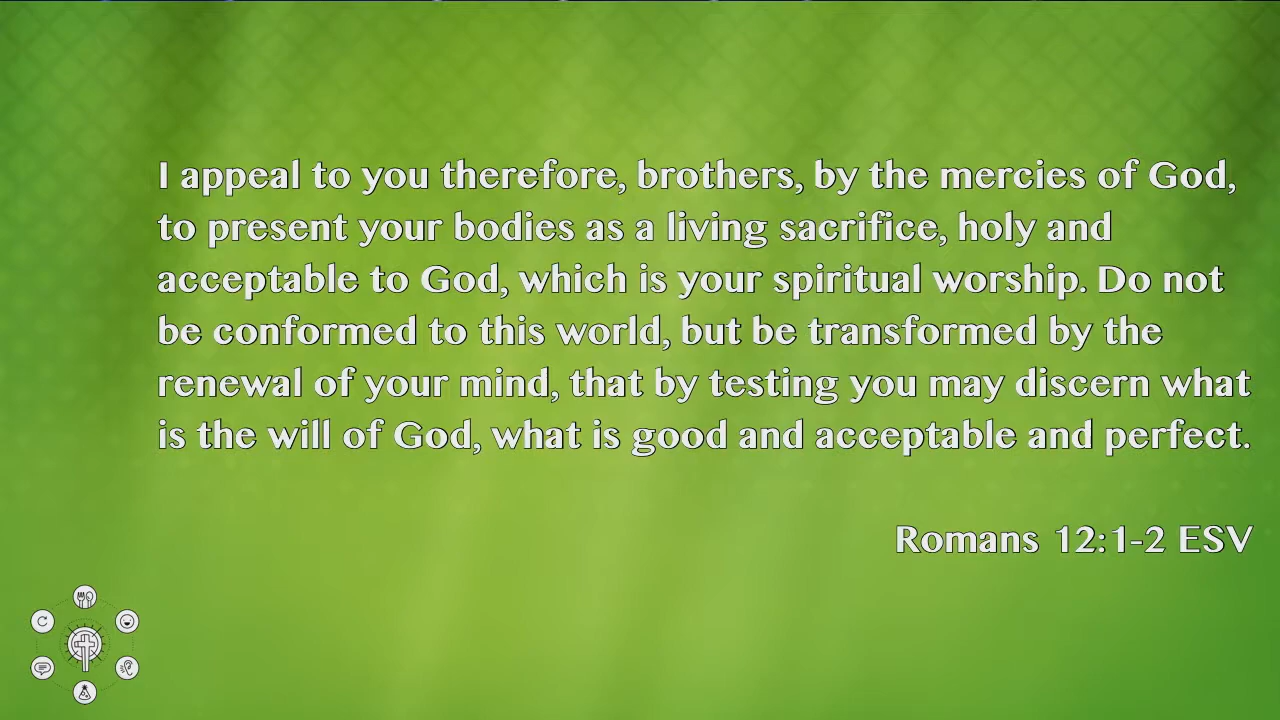 I appeal to you therefore, brothers, by the mercies of God,
to present your bodies as a living sacrifice, holy and
acceptable to God, which is your spiritual worship. Do not
be conformed to this world, but be transformed by the
renewal of your mind, that by testing you may discern what
is the will of God, what is good and acceptable and perfect.
Romans 12:1-2 ESV